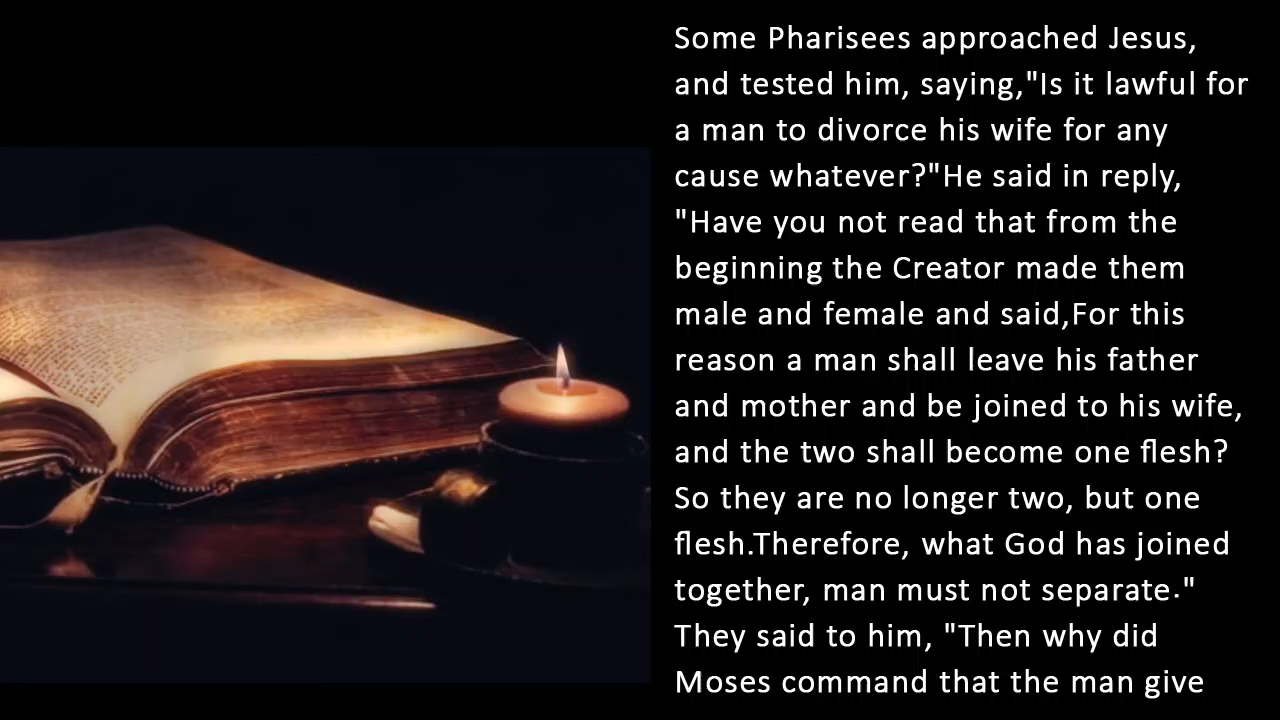 Some Pharisees approached Jesus,
and tested him, saying,"Is it lawful for
a man to divorce his wife for any
cause whatever?"He said in reply,
"Have you not read that from the
beginning the Creator made them
male and female and said,For this
reason a man shall leave his father
and mother and be joined to his wife,
and the two shall become one flesh?
So they are no longer two, but one
flesh.Therefore, what God has joined
together, man must not separate."
They said to him, "Then why did
Moses command that the man give